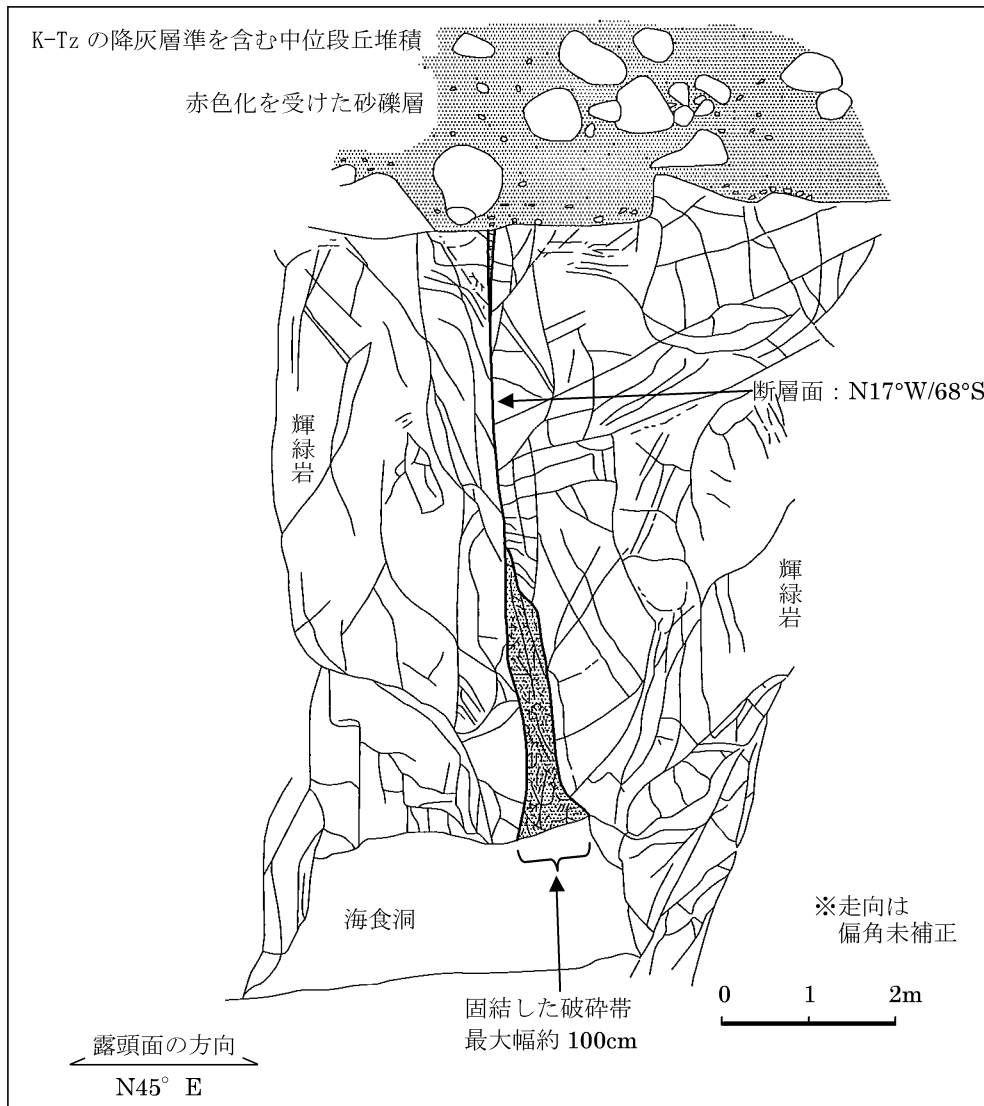 K-Tz の降灰層準を含む中位段丘堆積
赤色化を受けた砂礫層
断層面：N17°W/68°S
輝緑岩
輝緑岩
海食洞
※走向は
偏角未補正
固結した破砕帯
最大幅約 100cm
0 1 2m
露頭面の方向
N45° E